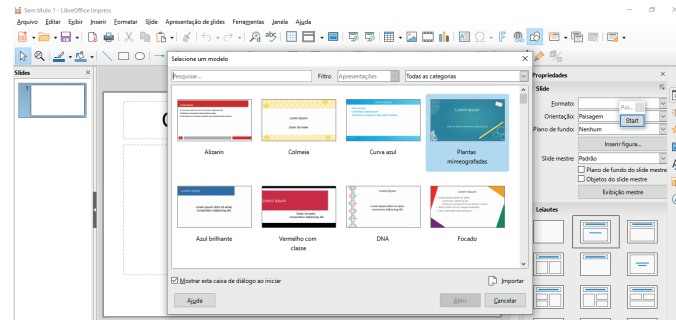 Sem título 1 - LibreOffice Impress
Arquivo Editar Exibir Inserir Formatar Slide Apresentação de slides Ferramentas Janela Ajuda
Slides
1
Selecione um modelo
Pesquisar...
Filtro
Apresentações
Todas as categorias
Lorem Ipsum
Alizarin
Colmeia
Curva azul
Plantas
mimeografadas
Azul brilhante
Vermelho com
classe
DNA
Focado
Mostrar esta caixa de diálogo ao iniciar
Importar
Ajuda
Abrir
Cancelar
Propriedades
Slide
Formato:
Poi...
Start
Orientação:
Paisagem
Plano de fundo:
Nenhum
Inserir figura...
Slide mestre:
Padrão
Plano de fundo do slide mestre
Objetos do slide mestre
Exibição mestre
Leiautes